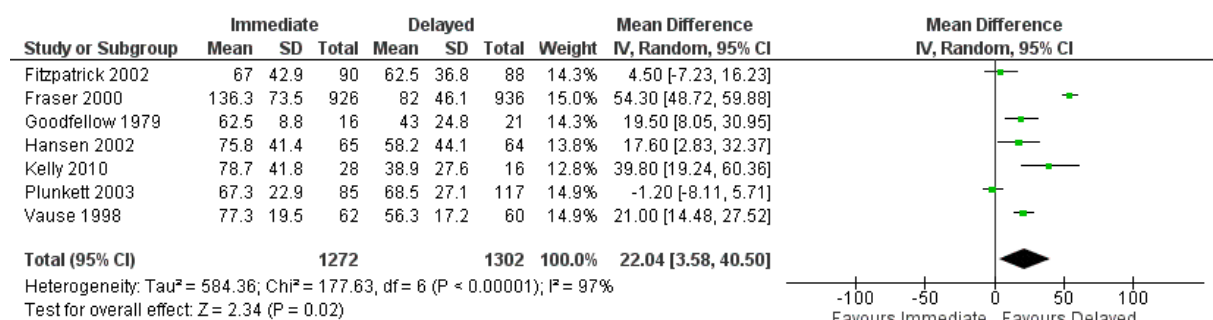 Immediate Delayed Mean Difference Mean Difference
Study or Subgroup Mean SD Total Mean SD Total Weight IV, Random, 95% CI IV, Random, 95% CI
Fitzpatrick 2002 67 42.9 90 62.5 36.8 88 14.3% 4.50 [-7.23, 16.23]
Fraser 2000 136.3 73.5 926 82 46.1 936 15.0% 54.30 [48.72, 59.88]
Goodfellow 1979 62.5 8.8 16 43 24.8 21 14.3% 19.50 [8.05, 30.95]
Hansen 2002 75.8 41.4 65 58.2 44.1 64 13.8% 17.60 [2.83, 32.37]
Kelly 2010 78.7 41.8 28 38.9 27.6 16 12.8% 39.80 [19.24, 60.36]
Plunkett 2003 67.3 22.9 85 68.5 27.1 117 14.9% -1.20 [-8.11, 5.71]
Vause 1998 77.3 19.5 62 56.3 17.2 60 14.9% 21.00 [14.48, 27.52]
Total (95% CI) 1272 1302 100.0% 22.04 [3.58, 40.50]
Heterogeneity: Tau² = 584.36; Chi² = 177.63, df = 6 (P < 0.00001); I² = 97%
Test for overall effect: Z = 2.34 (P = 0.02)
-100 -50 0 50 100
Favours Immediate Favours Delayed